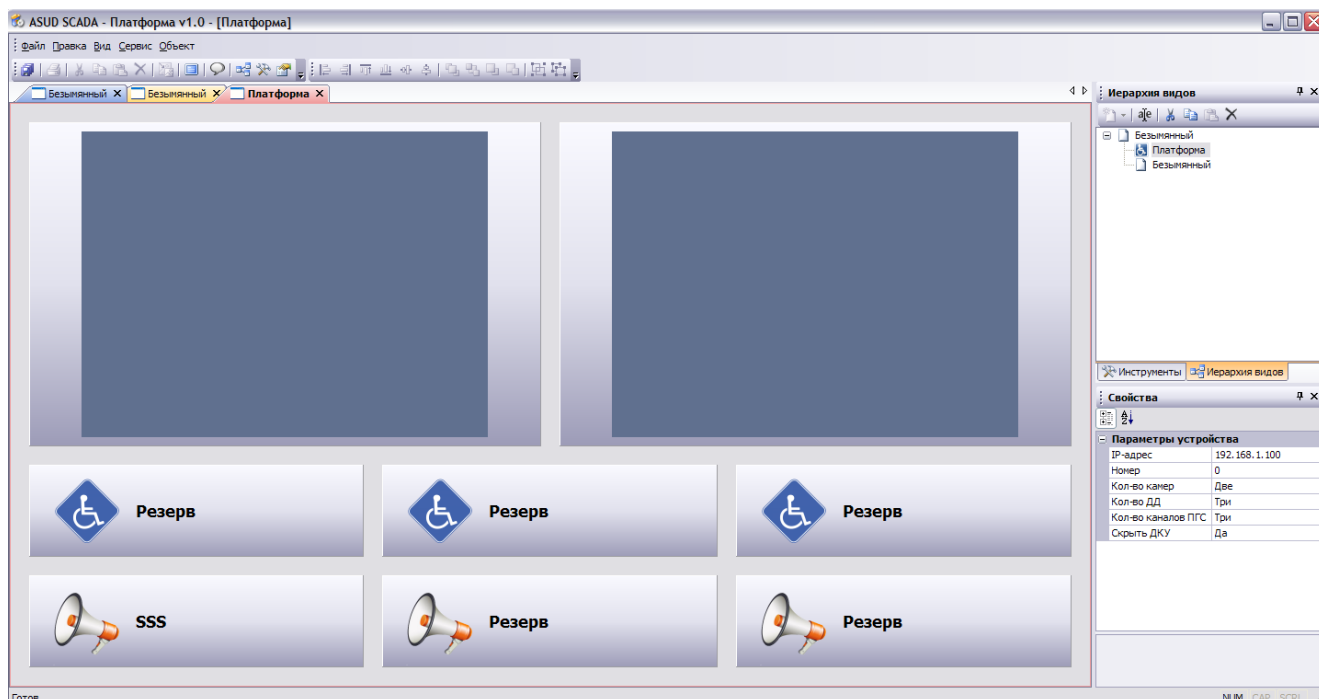 ASUD SCADA - Платформа v1.0 - [Платформа]
Файл Правка Вид Сервис Объект
Безымянный Безымянный Платформа
Иерархия видов
Безымянный
Платформа
Безымянный
Инструменты Иерархия видов
Свойства
Параметры устройства
IP-адрес 192.168.1.100
Номер 0
Кол-во камер Две
Кол-во ДД Три
Кол-во каналов ПГС Три
Скрыть ДКУ Да
Резерв Резерв Резерв
SSS Резерв Резерв
Готов NUM CAP SCRL